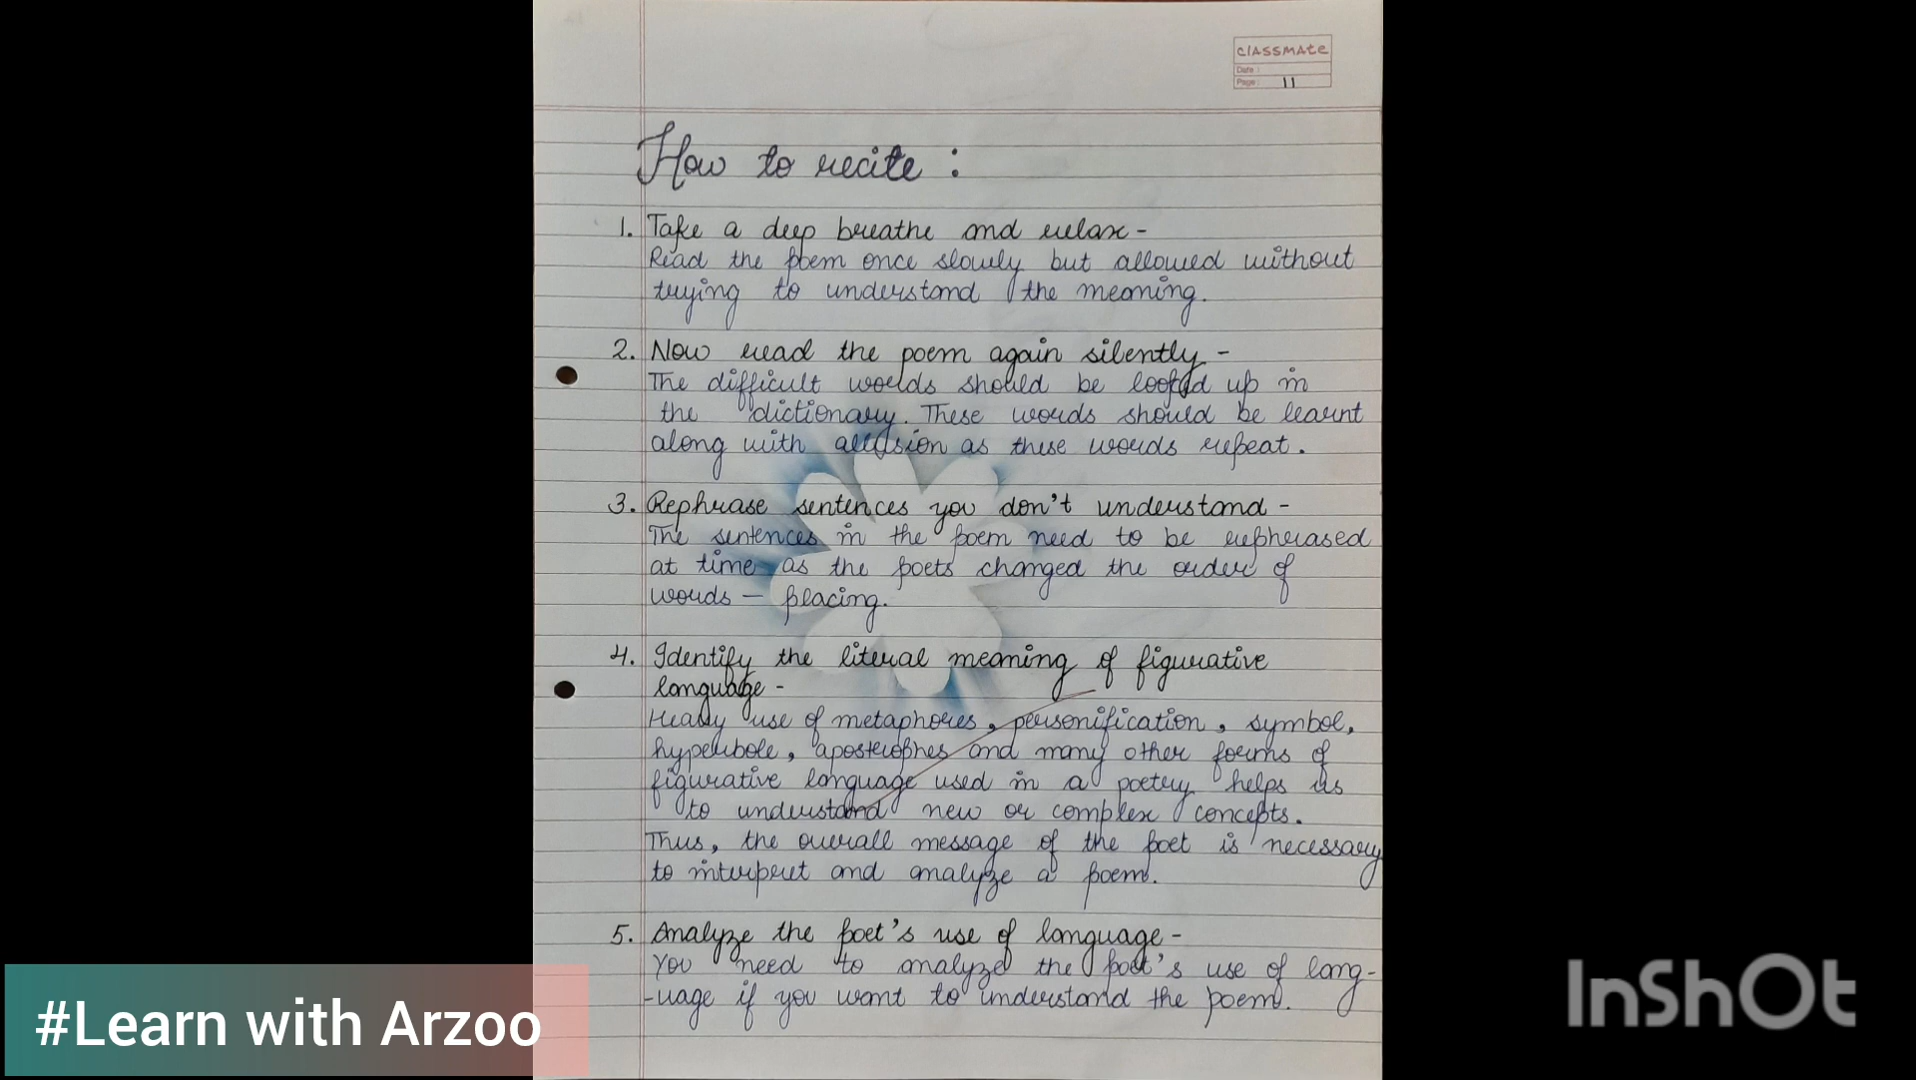 classmate
Date :
Page : 11
How to recite :
1. Take a deep breathe and relax -
Read the poem once slowly but allowed without
trying to understand the meaning.
2. Now read the poem again silently -
The difficult words should be looked up in
the dictionary. These words should be learnt
along with allusion as these words repeat.
3. Rephrase sentences you don't understand -
The sentences in the poem need to be rephrased
at time as the poets changed the order of
words — placing.
4. Identify the literal meaning of figurative
language -
Heavy use of metaphores, personification, symbol,
hyperbole, apostrophes and many other forms of
figurative language used in a poetry helps us
to understand new or complex concepts.
Thus, the overall message of the poet is necessary
to interpret and analyze a poem.
5. Analyze the poet's use of language -
You need to analyze the poet's use of lang-
-uage if you want to understand the poem.
#Learn with Arzoo
InShOt